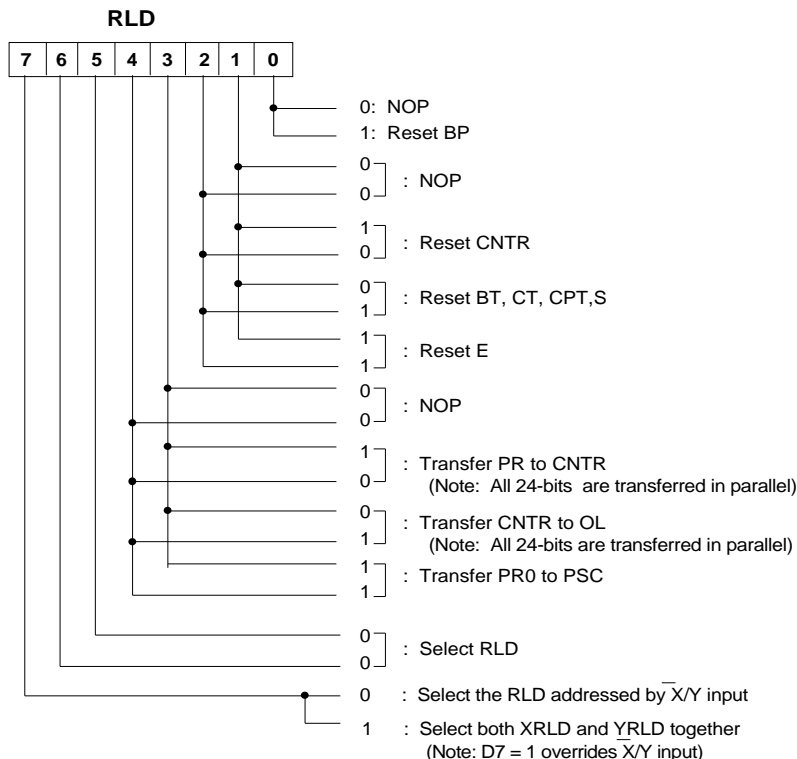 RLD
7 6 5 4 3 2 1 0
0: NOP
1: Reset BP
0
0
: NOP
1
0
: Reset CNTR
0
1
: Reset BT, CT, CPT,S
1
1
: Reset E
0
0
: NOP
1
0
: Transfer PR to CNTR
(Note: All 24-bits are transferred in parallel)
0
1
: Transfer CNTR to OL
(Note: All 24-bits are transferred in parallel)
1
1
: Transfer PR0 to PSC
0
0
: Select RLD
0 : Select the RLD addressed by X̅/Y input
1 : Select both XRLD and YRLD together
(Note: D7 = 1 overrides X̅/Y input)